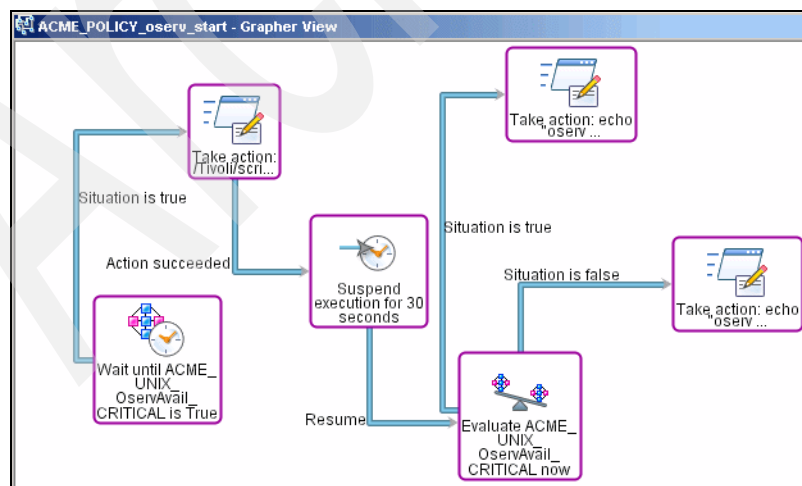 ACME_POLICY_oserv_start - Grapher View
Take action:
/Tivoli/scri...
Take action: echo
"oserv ...
Situation is true
Situation is true
Action succeeded
Suspend
execution for 30
seconds
Situation is false
Take action: echo
"oserv ...
Wait until ACME_
UNIX_
OservAvail_
CRITICAL is True
Resume
Evaluate ACME_
UNIX_
OservAvail_
CRITICAL now